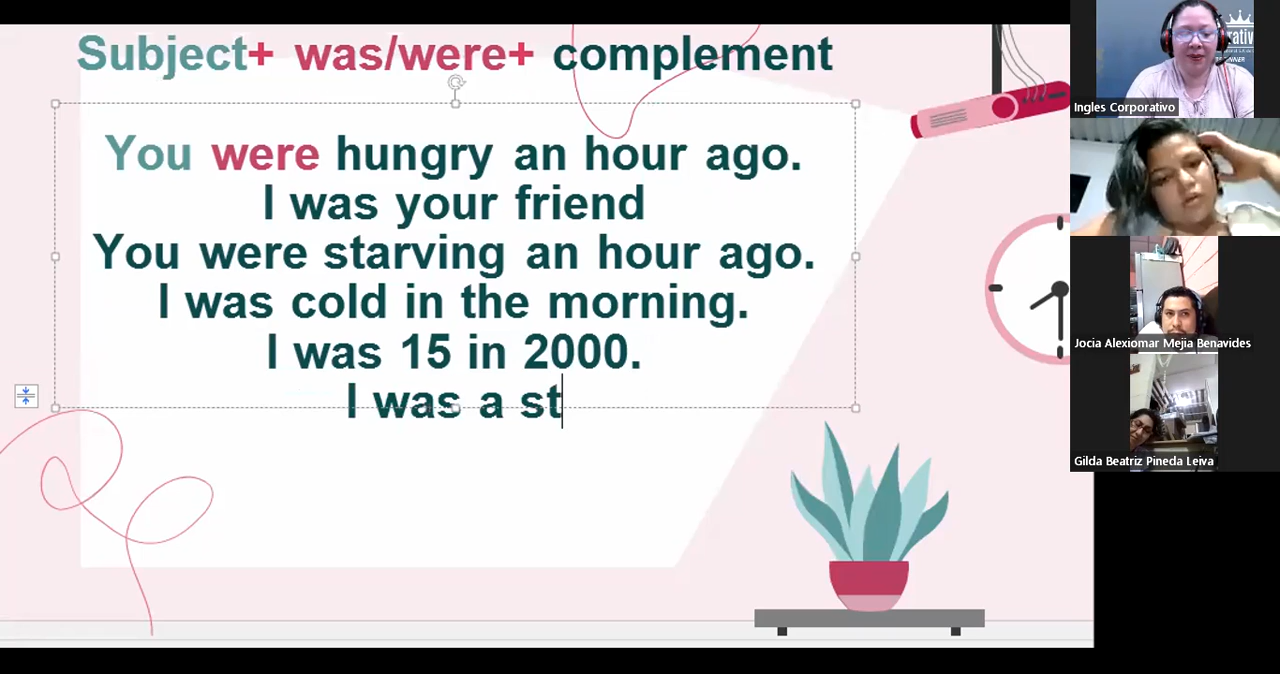 Subject+ was/were+ complement
You were hungry an hour ago.
I was your friend
You were starving an hour ago.
I was cold in the morning.
I was 15 in 2000.
I was a st
Ingles Corporativo
Jocia Alexiomar Mejia Benavides
Gilda Beatriz Pineda Leiva